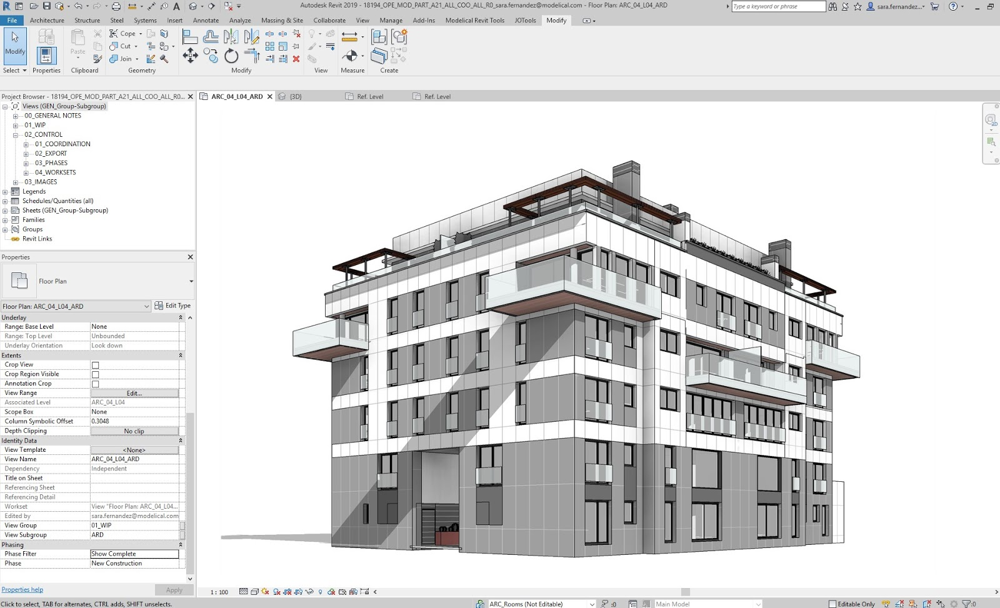 Autodesk Revit 2019 - 18194_OPE_MOD_PART_A21_ALL_COO_ALL_R0_sara.fernandez@modelical.com - Floor Plan: ARC_04_L04_ARD
Type a keyword or phrase
sara.fernandez...
File Architecture Structure Steel Systems Insert Annotate Analyze Massing & Site Collaborate View Manage Add-Ins Modelical Revit Tools JOTools Modify
Modify
Paste
Cope
Cut
Join
Select Properties Clipboard Geometry Modify View Measure Create
Project Browser - 18194_OPE_MOD_PART_A21_ALL_COO_ALL_R0...
ARC_04_L04_ARD {3D} Ref. Level Ref. Level
Views (GEN_Group-Subgroup)
00_GENERAL NOTES
01_WIP
02_CONTROL
01_COORDINATION
02_EXPORT
03_PHASES
04_WORKSETS
03_IMAGES
Legends
Schedules/Quantities (all)
Sheets (GEN_Group-Subgroup)
Families
Groups
Revit Links
Properties
Floor Plan
Floor Plan: ARC_04_L04_ARD Edit Type
Underlay
Range: Base Level None
Range: Top Level Unbounded
Underlay Orientation Look down
Extents
Crop View
Crop Region Visible
Annotation Crop
View Range Edit...
Associated Level ARC_04_L04
Scope Box None
Column Symbolic Offset 0.3048
Depth Clipping No clip
Identity Data
View Template <None>
View Name ARC_04_L04_ARD
Dependency Independent
Title on Sheet
Referencing Sheet
Referencing Detail
Workset View "Floor Plan: ARC_04_L04...
Edited by sara.fernandez@modelical.com
View Group 01_WIP
View Subgroup ARD
Phasing
Phase Filter Show Complete
Phase New Construction
Properties help Apply
1 : 100
Click to select, TAB for alternates, CTRL adds, SHIFT unselects.
ARC_Rooms (Not Editable) :0 Main Model Editable Only :0